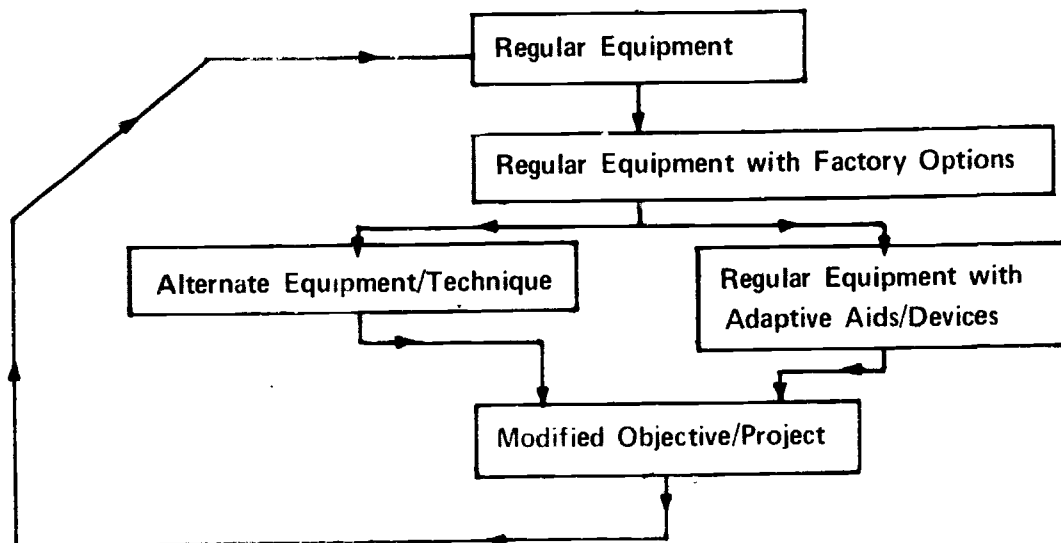 Regular Equipment
Regular Equipment with Factory Options
Alternate Equipment/Technique
Regular Equipment with
Adaptive Aids/Devices
Modified Objective/Project